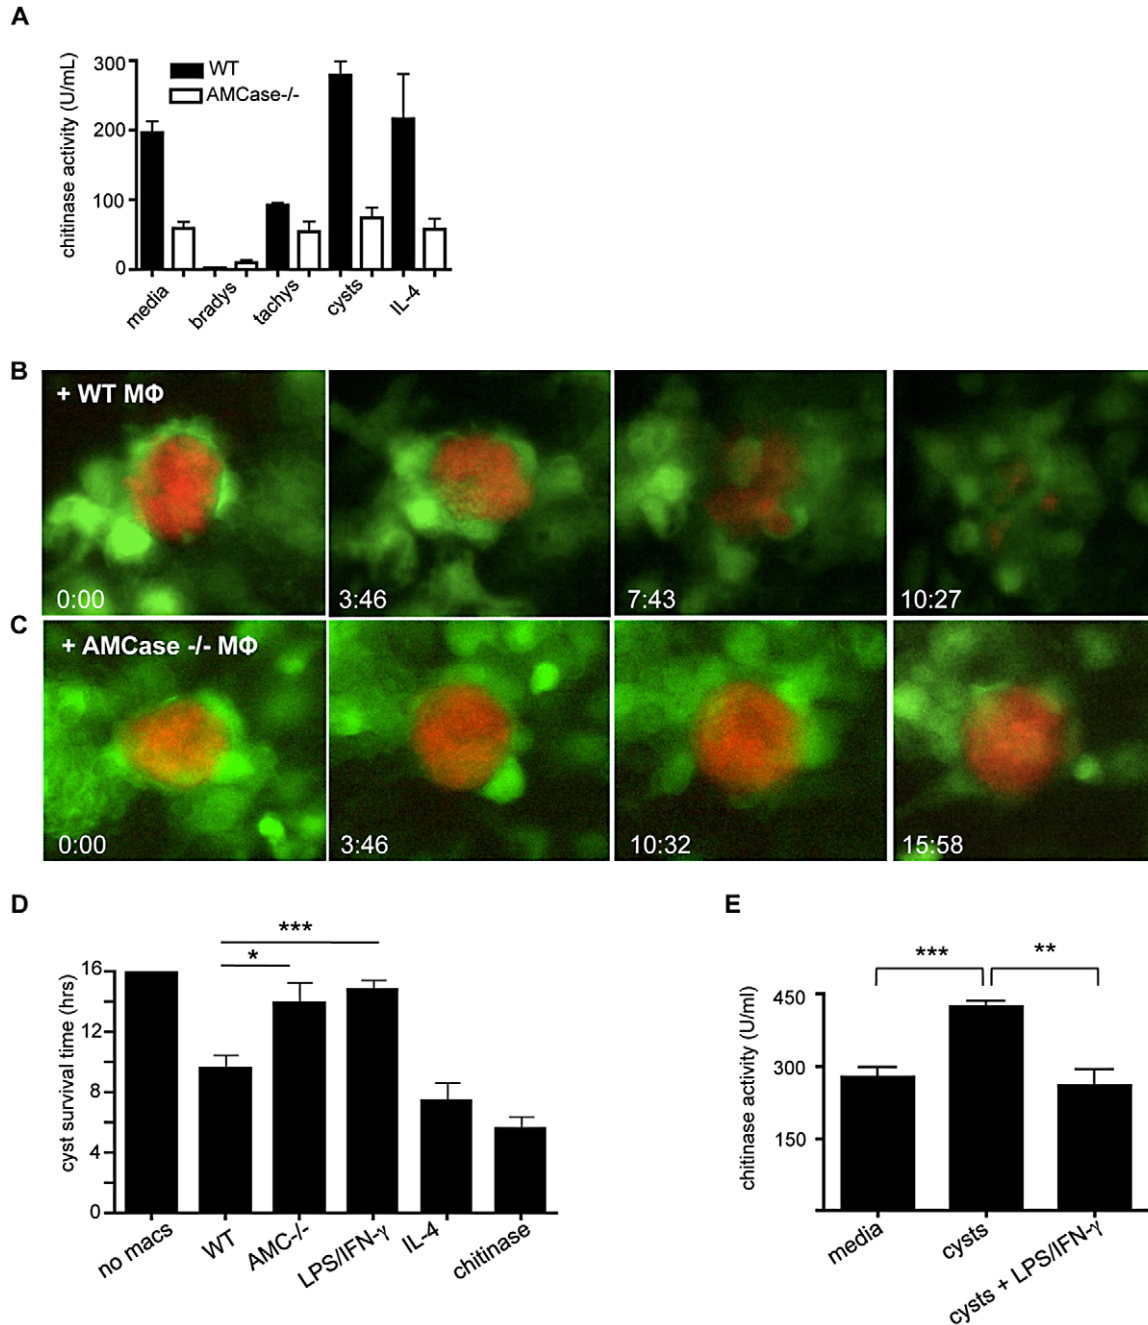 A
chitinase activity (U/mL)
300
200
100
0
WT
AMCase-/-
media
bradys
tachys
cysts
IL-4
B
+ WT MΦ
0:00
3:46
7:43
10:27
C
+ AMCase -/- MΦ
0:00
3:46
10:32
15:58
D
cyst survival time (hrs)
16
12
8
4
0
***
*
no macs
WT
AMC-/-
LPS/IFN-γ
IL-4
chitinase
E
chitinase activity (U/ml)
450
300
150
***
**
media
cysts
cysts + LPS/IFN-γ